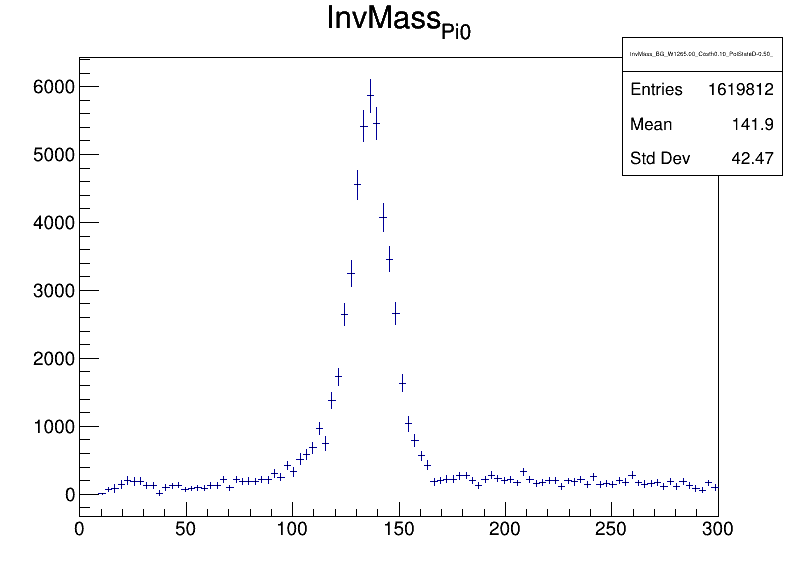 InvMass_Pi0
InvMass_BG_W1265.00_Costh0.10_PolStateD-0.50_
Entries 1619812
Mean 141.9
Std Dev 42.47
6000
5000
4000
3000
2000
1000
0
0 50 100 150 200 250 300